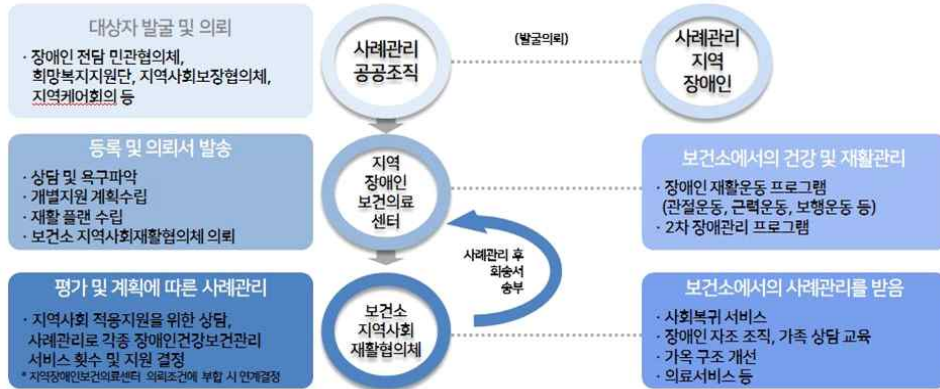 대상자 발굴 및 의뢰
· 장애인 전담 민관협의체,
희망복지지원단, 지역사회보장협의체,
지역케어회의 등
사례관리
공공조직
(발굴의뢰)
사례관리
지역
장애인
등록 및 의뢰서 발송
· 상담 및 욕구파악
· 개별지원 계획수립
· 재활 플랜 수립
· 보건소 지역사회재활협의체 의뢰
지역
장애인
보건의료
센터
보건소에서의 건강 및 재활관리
· 장애인 재활운동 프로그램
(관절운동, 근력운동, 보행운동 등)
· 2차 장애관리 프로그램
사례관리 후
회송서
송부
평가 및 계획에 따른 사례관리
· 지역사회 적응지원을 위한 상담,
사례관리로 각종 장애인건강보건관리
서비스 횟수 및 지원 결정
* 지역장애인보건의료센터 의뢰조건에 부합 시 연계결정
보건소
지역사회
재활협의체
보건소에서의 사례관리를 받음
· 사회복귀 서비스
· 장애인 자조 조직, 가족 상담 교육
· 가옥 구조 개선
· 의료서비스 등